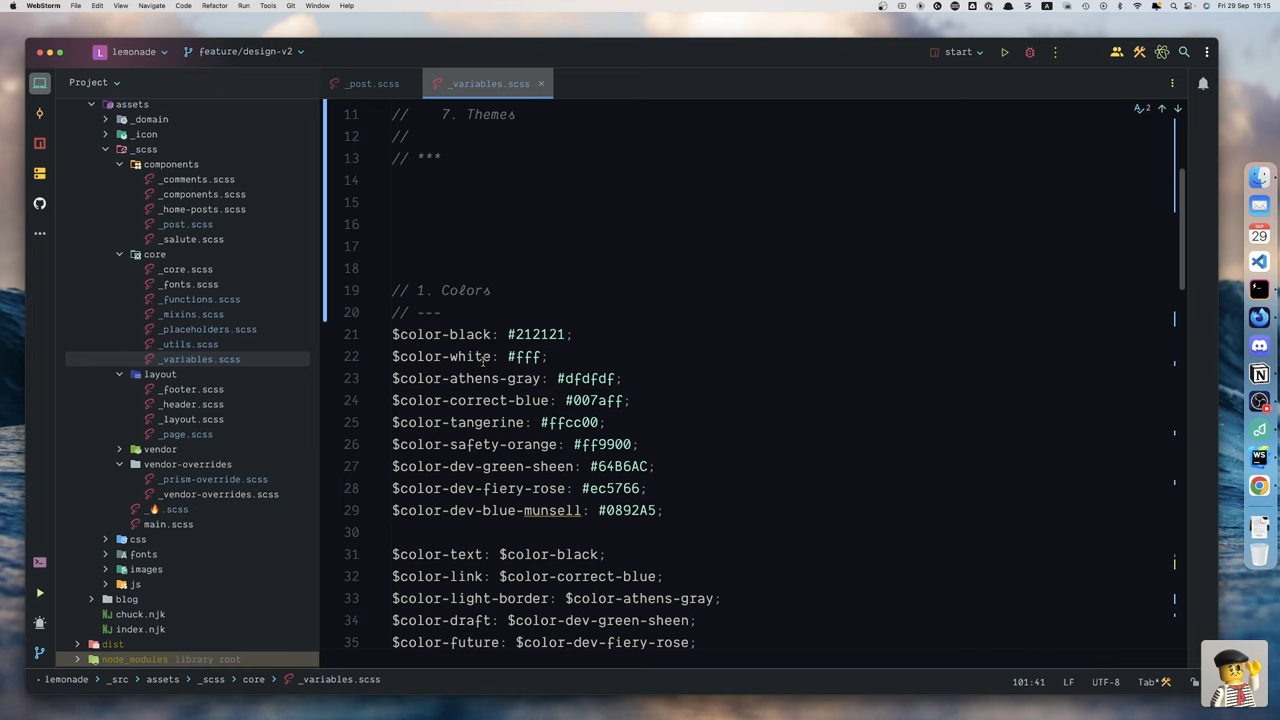 WebStorm File Edit View Navigate Code Refactor Run Tools Git Window Help
Fri 29 Sep 19:15
L lemonade feature/design-v2 start
Project
_post.scss
_variables.scss
assets
_domain
_icon
_scss
components
_comments.scss
_components.scss
_home-posts.scss
_post.scss
_salute.scss
core
_core.scss
_fonts.scss
_functions.scss
_mixins.scss
_placeholders.scss
_utils.scss
_variables.scss
layout
_footer.scss
_header.scss
_layout.scss
_page.scss
vendor
vendor-overrides
_prism-override.scss
_vendor-overrides.scss
_🔥.scss
main.scss
css
fonts
images
js
blog
chuck.njk
index.njk
dist
node_modules library root
11 // 7. Themes
12 //
13 // ***
14
15
16
17
18
19 // 1. Colors
20 // ---
21 $color-black: #212121;
22 $color-white: #fff;
23 $color-athens-gray: #dfdfdf;
24 $color-correct-blue: #007aff;
25 $color-tangerine: #ffcc00;
26 $color-safety-orange: #ff9900;
27 $color-dev-green-sheen: #64B6AC;
28 $color-dev-fiery-rose: #ec5766;
29 $color-dev-blue-munsell: #0892A5;
30
31 $color-text: $color-black;
32 $color-link: $color-correct-blue;
33 $color-light-border: $color-athens-gray;
34 $color-draft: $color-dev-green-sheen;
35 $color-future: $color-dev-fiery-rose;
2
SEP
29
WS
lemonade › _src › assets › _scss › core › _variables.scss
101:41 LF UTF-8 Tab*